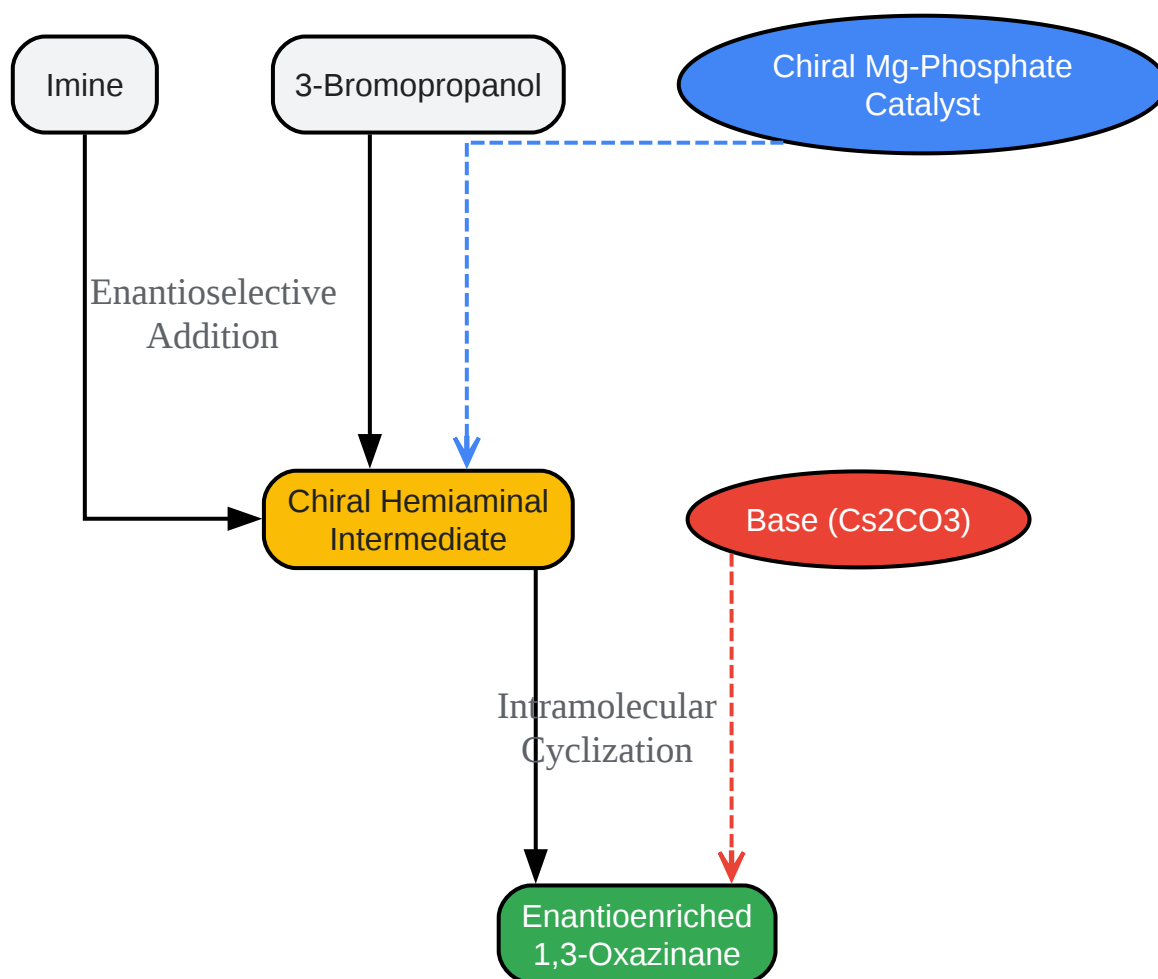 Imine
3-Bromopropanol
Chiral Mg-Phosphate
Catalyst
Enantioselective
Addition
Chiral Hemiaminal
Intermediate
Base (Cs2CO3)
Intramolecular
Cyclization
Enantioenriched
1,3-Oxazinane